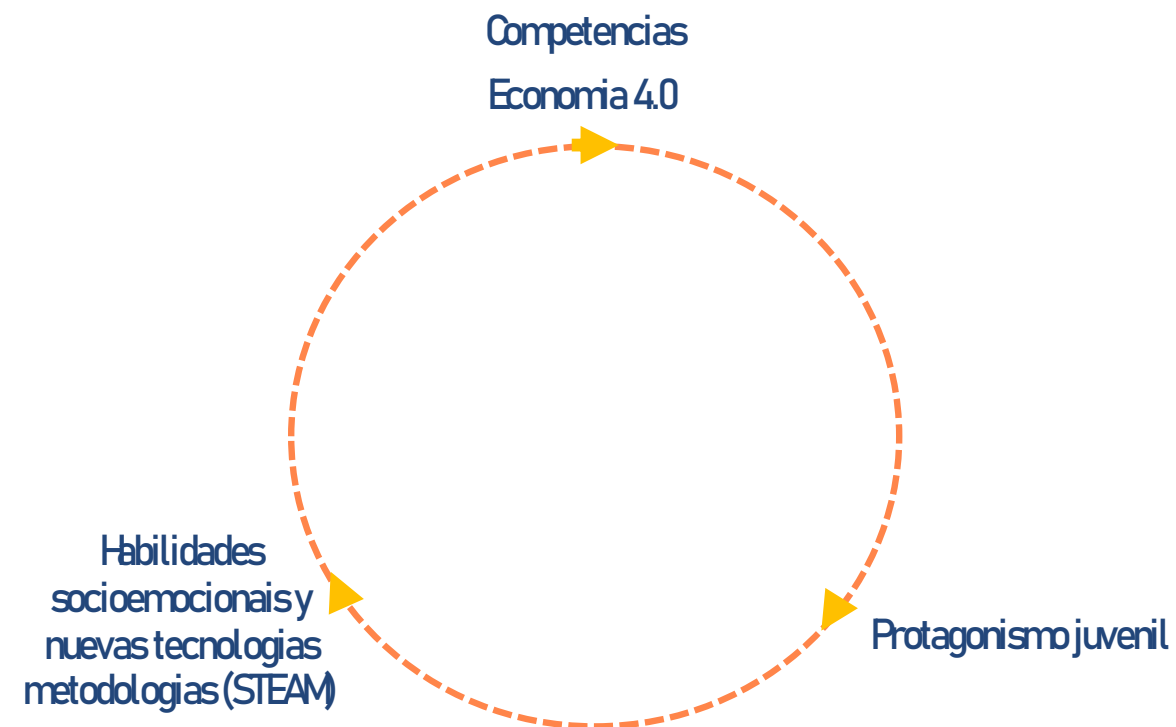 Competencias
Economia 4.0
Habilidades
socioemocionais y
nuevas tecnologias
metodologias (STEAM)
Protagonismo juvenil